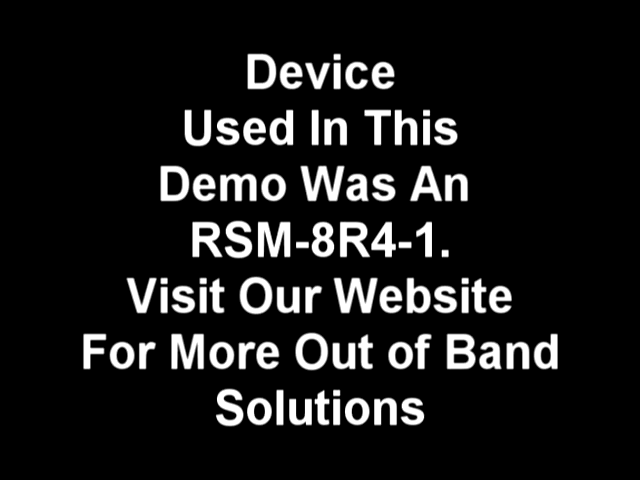 Device
Used In This
Demo Was An
RSM-8R4-1.
Visit Our Website
For More Out of Band
Solutions